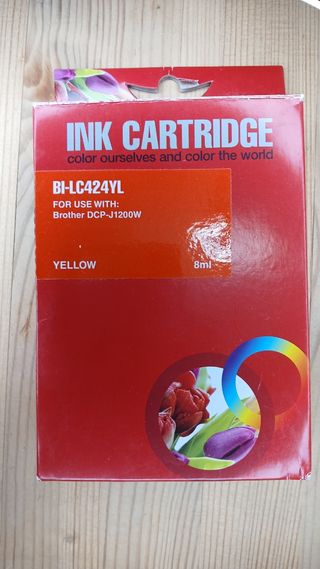 INK CARTRIDGE
color ourselves and color the world
BI-LC424YL
FOR USE WITH:
Brother DCP-J1200W
YELLOW 8ml